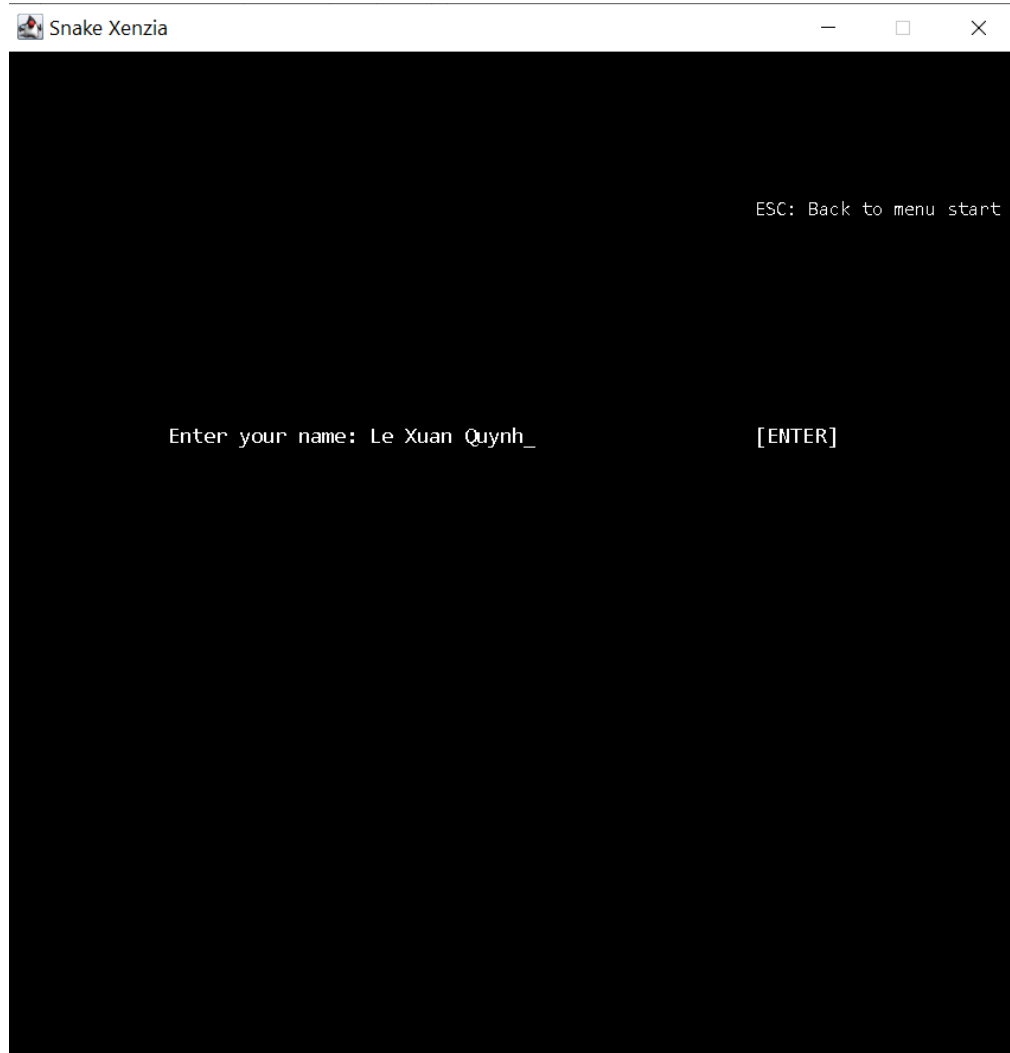 Snake Xenzia
ESC: Back to menu start
Enter your name: Le Xuan Quynh_ [ENTER]